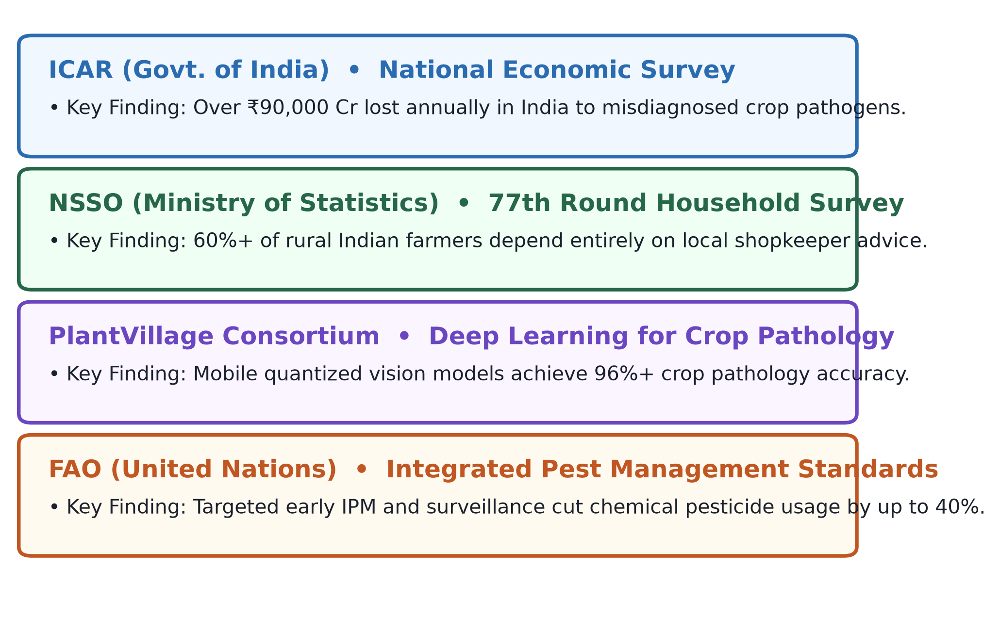 ICAR (Govt. of India) • National Economic Survey
• Key Finding: Over ₹90,000 Cr lost annually in India to misdiagnosed crop pathogens.
NSSO (Ministry of Statistics) • 77th Round Household Survey
• Key Finding: 60%+ of rural Indian farmers depend entirely on local shopkeeper advice.
PlantVillage Consortium • Deep Learning for Crop Pathology
• Key Finding: Mobile quantized vision models achieve 96%+ crop pathology accuracy.
FAO (United Nations) • Integrated Pest Management Standards
• Key Finding: Targeted early IPM and surveillance cut chemical pesticide usage by up to 40%.